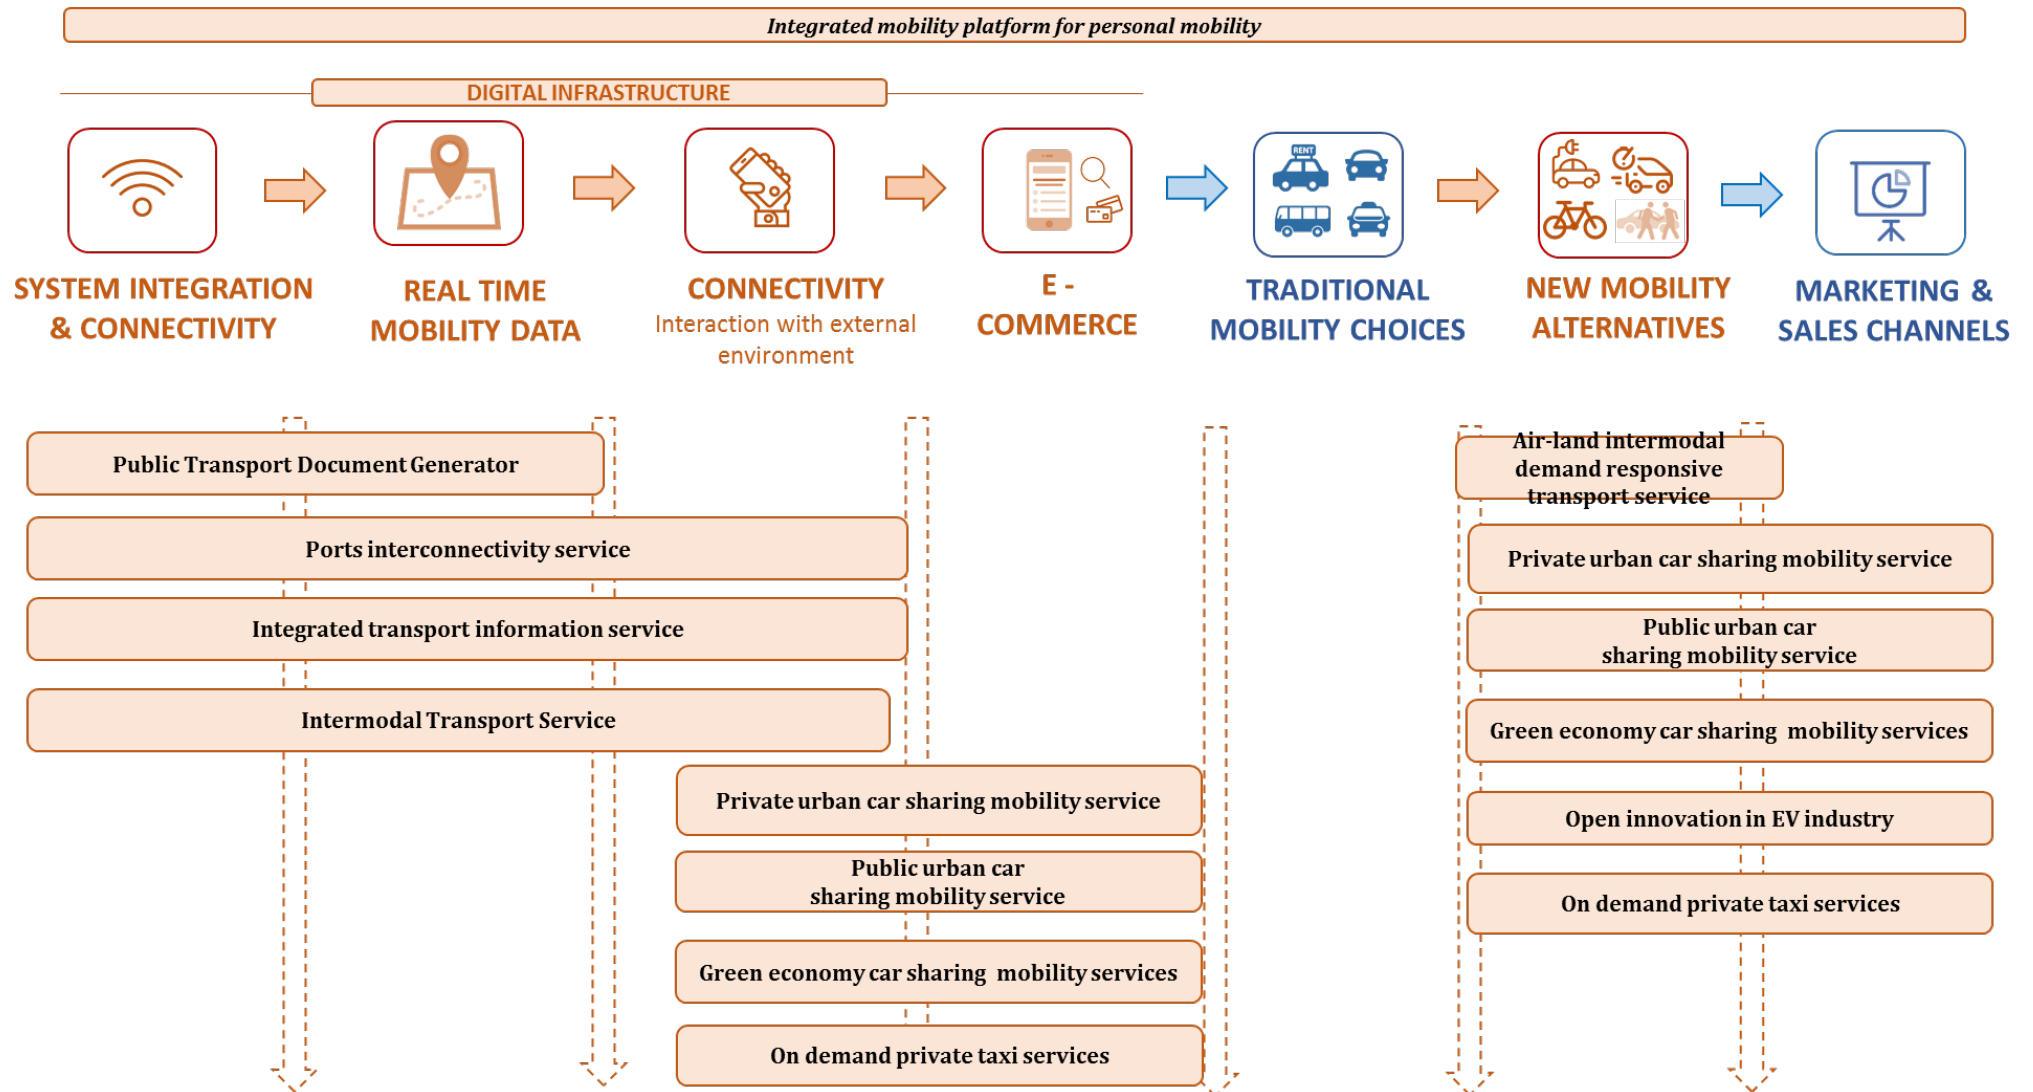 Integrated mobility platform for personal mobility
DIGITAL INFRASTRUCTURE
RENT
SYSTEM INTEGRATION
& CONNECTIVITY
REAL TIME
MOBILITY DATA
CONNECTIVITY
Interaction with external
environment
E -
COMMERCE
TRADITIONAL
MOBILITY CHOICES
NEW MOBILITY
ALTERNATIVES
MARKETING &
SALES CHANNELS
Public Transport Document Generator
Ports interconnectivity service
Integrated transport information service
Intermodal Transport Service
Private urban car sharing mobility service
Public urban car
sharing mobility service
Green economy car sharing mobility services
On demand private taxi services
Air-land intermodal
demand responsive
transport service
Private urban car sharing mobility service
Public urban car
sharing mobility service
Green economy car sharing mobility services
Open innovation in EV industry
On demand private taxi services